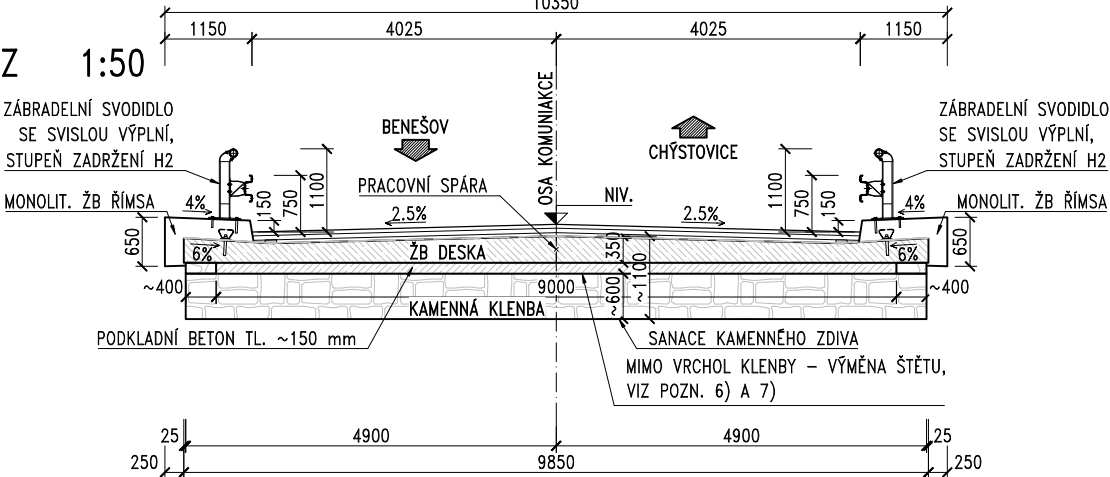 10350
1150 4025 4025 1150
Z 1:50
ZÁBRADELNÍ SVODIDLO
SE SVISLOU VÝPLNÍ,
STUPEŇ ZADRŽENÍ H2
MONOLIT. ŽB ŘÍMSA
BENEŠOV
OSA KOMUNIAKCE
CHÝSTOVICE
ZÁBRADELNÍ SVODIDLO
SE SVISLOU VÝPLNÍ,
STUPEŇ ZADRŽENÍ H2
MONOLIT. ŽB ŘÍMSA
PRACOVNÍ SPÁRA
NIV.
4% 150 750 1100 2.5% 2.5% 1100 750 150 4%
650 6% ŽB DESKA 350 6% 650
~400 9000 ~600 ~1100 ~400
KAMENNÁ KLENBA
PODKLADNÍ BETON TL. ~150 mm
SANACE KAMENNÉHO ZDIVA
MIMO VRCHOL KLENBY – VÝMĚNA ŠTĚTU,
VIZ POZN. 6) A 7)
25 4900 4900 25
250 9850 250